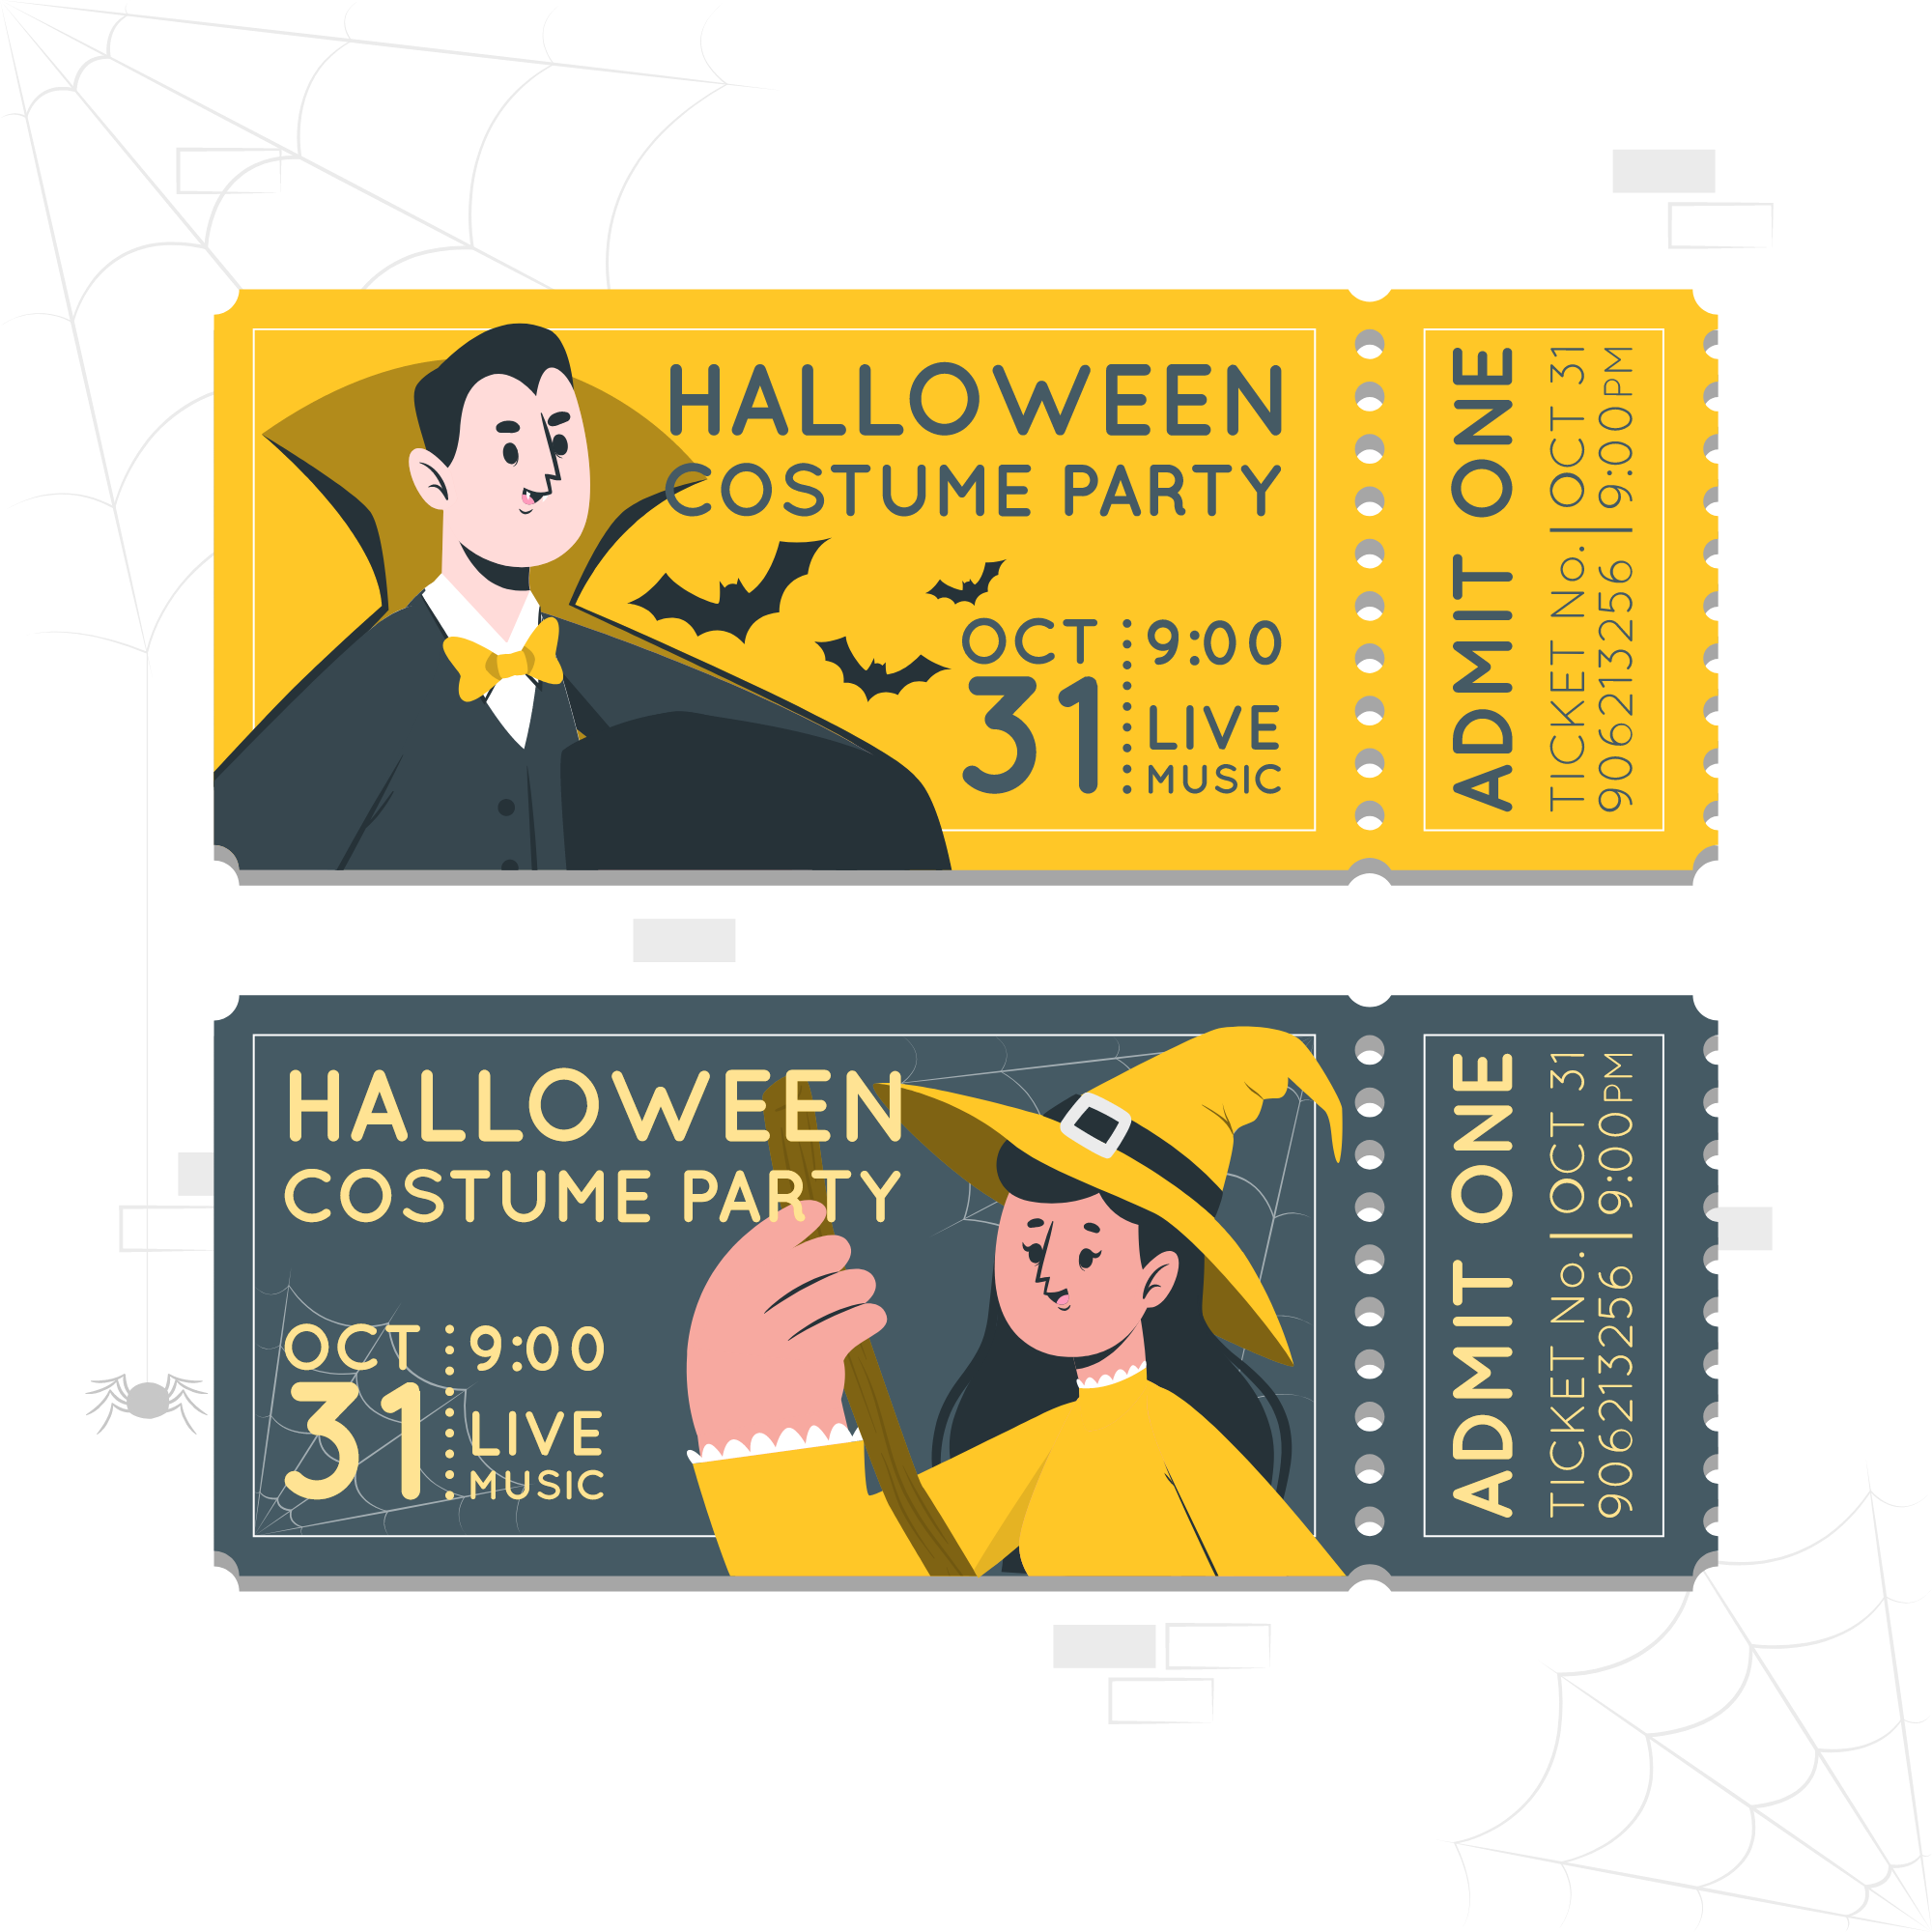 HALLOWEEN
COSTUME PARTY
OCT
31
9:00
LIVE
MUSIC
ADMIT ONE
TICKET No. | OCT 31
906213256 | 9:00PM
HALLOWEEN
COSTUME PARTY
OCT
31
9:00
LIVE
MUSIC
ADMIT ONE
TICKET No. | OCT 31
906213256 | 9:00PM